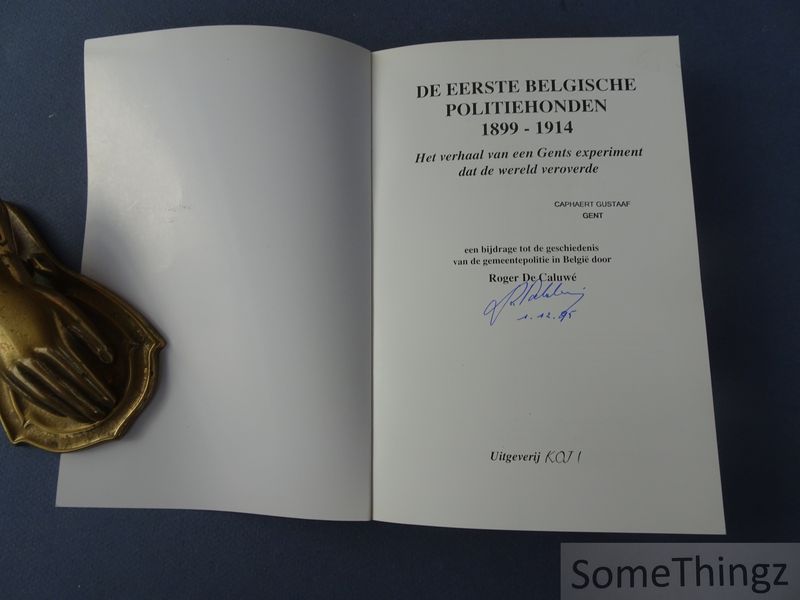 DE EERSTE BELGISCHE
POLITIEHONDEN
1899 - 1914
Het verhaal van een Gents experiment
dat de wereld veroverde
CAPHAERT GUSTAAF
GENT
een bijdrage tot de geschiedenis
van de gemeentepolitie in België door
Roger De Caluwé
1.12.95
Uitgeverij
SomeThingz